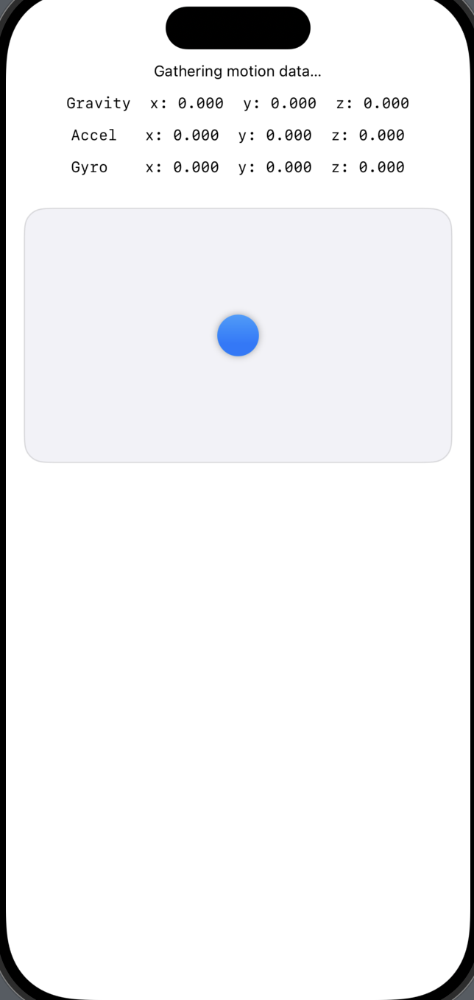 Gathering motion data...
Gravity  x: 0.000  y: 0.000  z: 0.000
Accel   x: 0.000  y: 0.000  z: 0.000
Gyro    x: 0.000  y: 0.000  z: 0.000